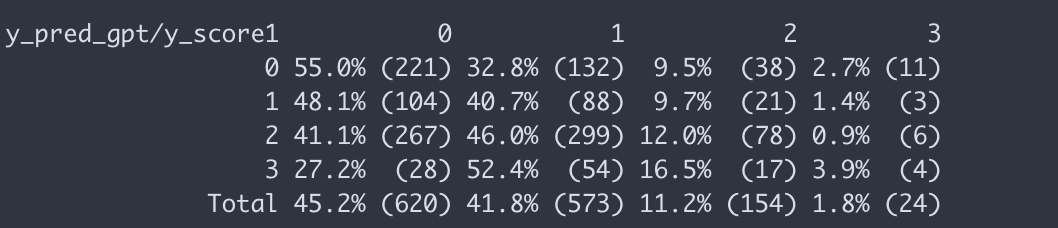 y_pred_gpt/y_score1 0 1 2 3
0 55.0% (221) 32.8% (132) 9.5% (38) 2.7% (11)
1 48.1% (104) 40.7% (88) 9.7% (21) 1.4% (3)
2 41.1% (267) 46.0% (299) 12.0% (78) 0.9% (6)
3 27.2% (28) 52.4% (54) 16.5% (17) 3.9% (4)
Total 45.2% (620) 41.8% (573) 11.2% (154) 1.8% (24)